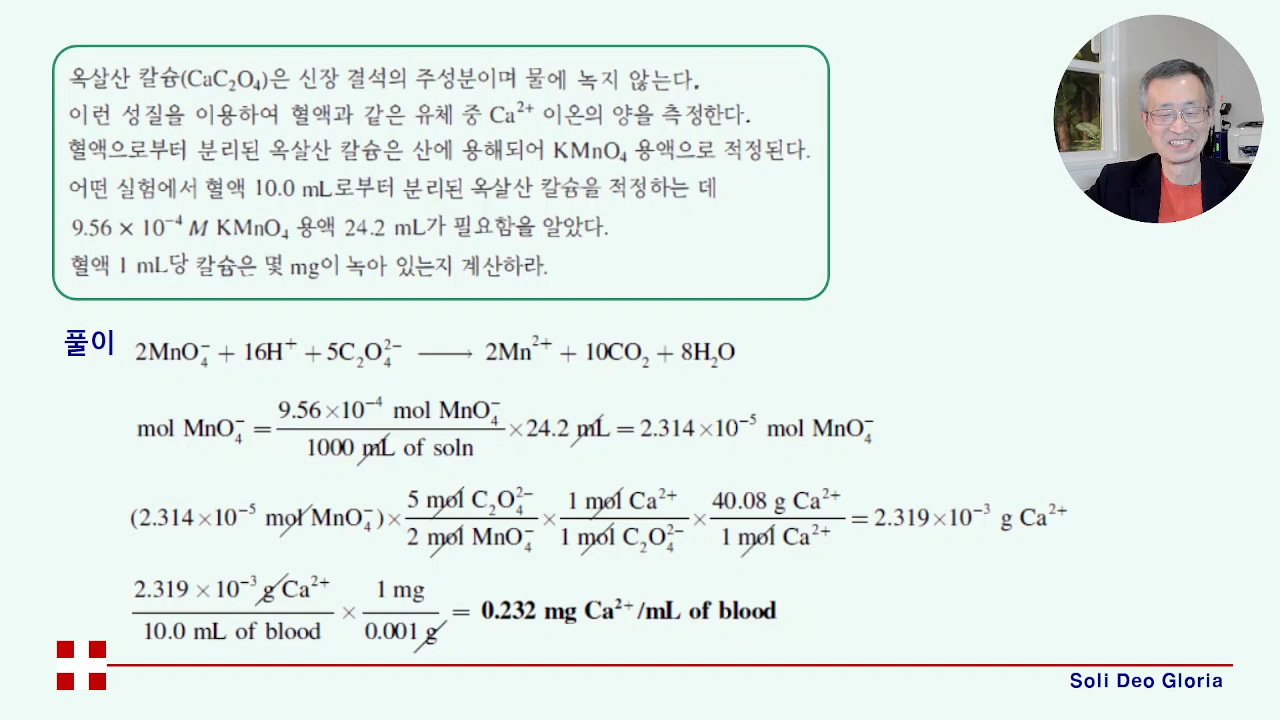 옥살산 칼슘(CaC₂O₄)은 신장 결석의 주성분이며 물에 녹지 않는다.
이런 성질을 이용하여 혈액과 같은 유체 중 Ca²⁺ 이온의 양을 측정한다.
혈액으로부터 분리된 옥살산 칼슘은 산에 용해되어 KMnO₄ 용액으로 적정된다.
어떤 실험에서 혈액 10.0 mL로부터 분리된 옥살산 칼슘을 적정하는 데
9.56 × 10⁻⁴ M KMnO₄ 용액 24.2 mL가 필요함을 알았다.
혈액 1 mL당 칼슘은 몇 mg이 녹아 있는지 계산하라.
풀이 2MnO₄⁻ + 16H⁺ + 5C₂O₄²⁻ ⟶ 2Mn²⁺ + 10CO₂ + 8H₂O
mol MnO₄⁻ = (9.56×10⁻⁴ mol MnO₄⁻ / 1000 mL of soln) × 24.2 mL = 2.314×10⁻⁵ mol MnO₄⁻
(2.314×10⁻⁵ mol MnO₄⁻) × (5 mol C₂O₄²⁻ / 2 mol MnO₄⁻) × (1 mol Ca²⁺ / 1 mol C₂O₄²⁻) × (40.08 g Ca²⁺ / 1 mol Ca²⁺) = 2.319×10⁻³ g Ca²⁺
(2.319 × 10⁻³ g Ca²⁺ / 10.0 mL of blood) × (1 mg / 0.001 g) = 0.232 mg Ca²⁺/mL of blood
Soli Deo Gloria